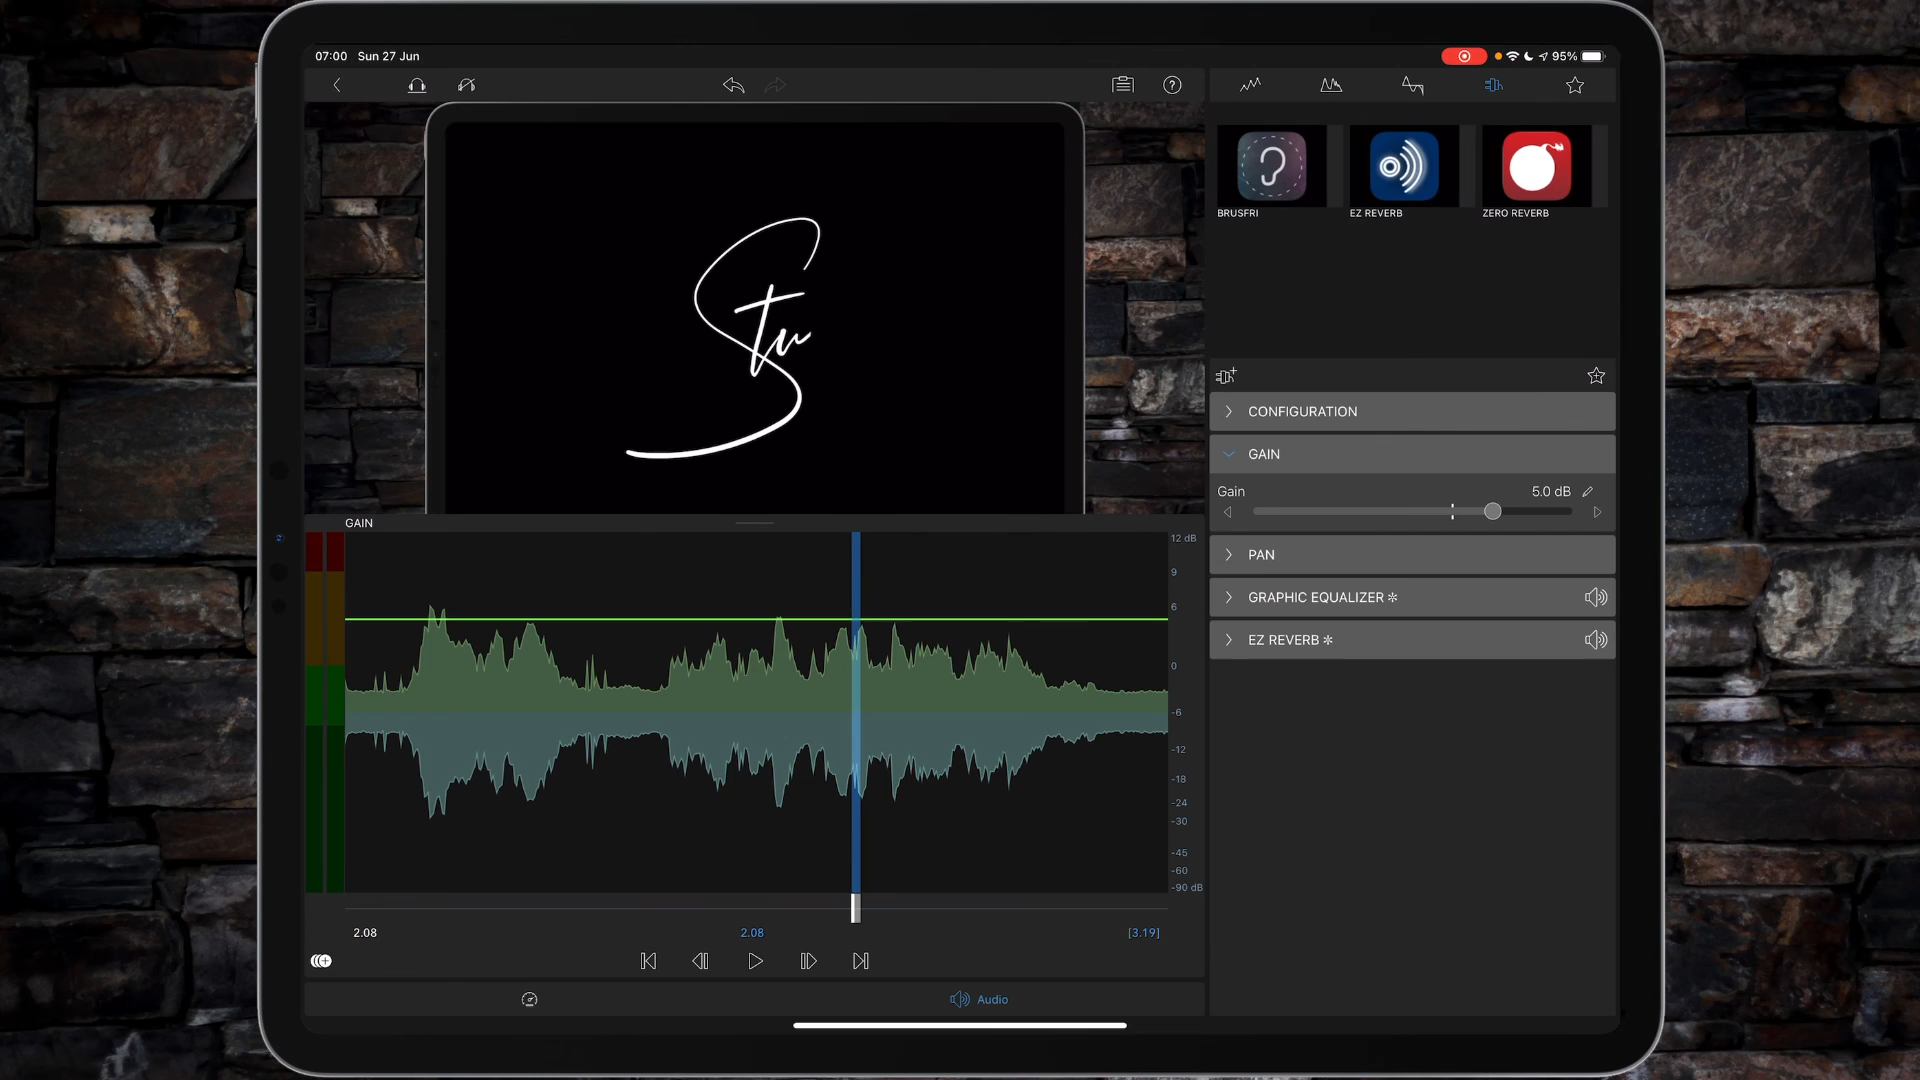 07:00 Sun 27 Jun
95%
BRUSFRI
EZ REVERB
ZERO REVERB
Stu
CONFIGURATION
GAIN
Gain 5.0 dB
PAN
GRAPHIC EQUALIZER ✲
EZ REVERB ✲
GAIN
12 dB
9
6
0
-6
-12
-18
-24
-30
-45
-60
-90 dB
2.08 2.08 [3.19]
Audio